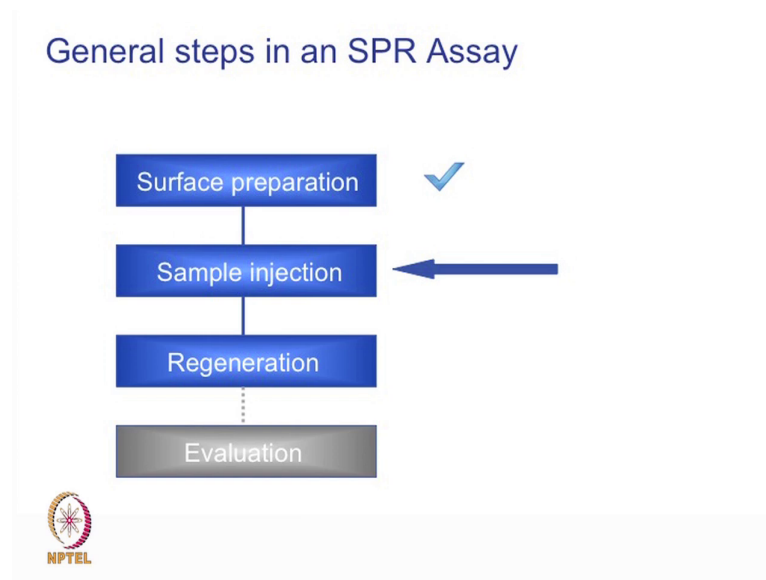 General steps in an SPR Assay
Surface preparation
Sample injection
Regeneration
Evaluation
NPTEL